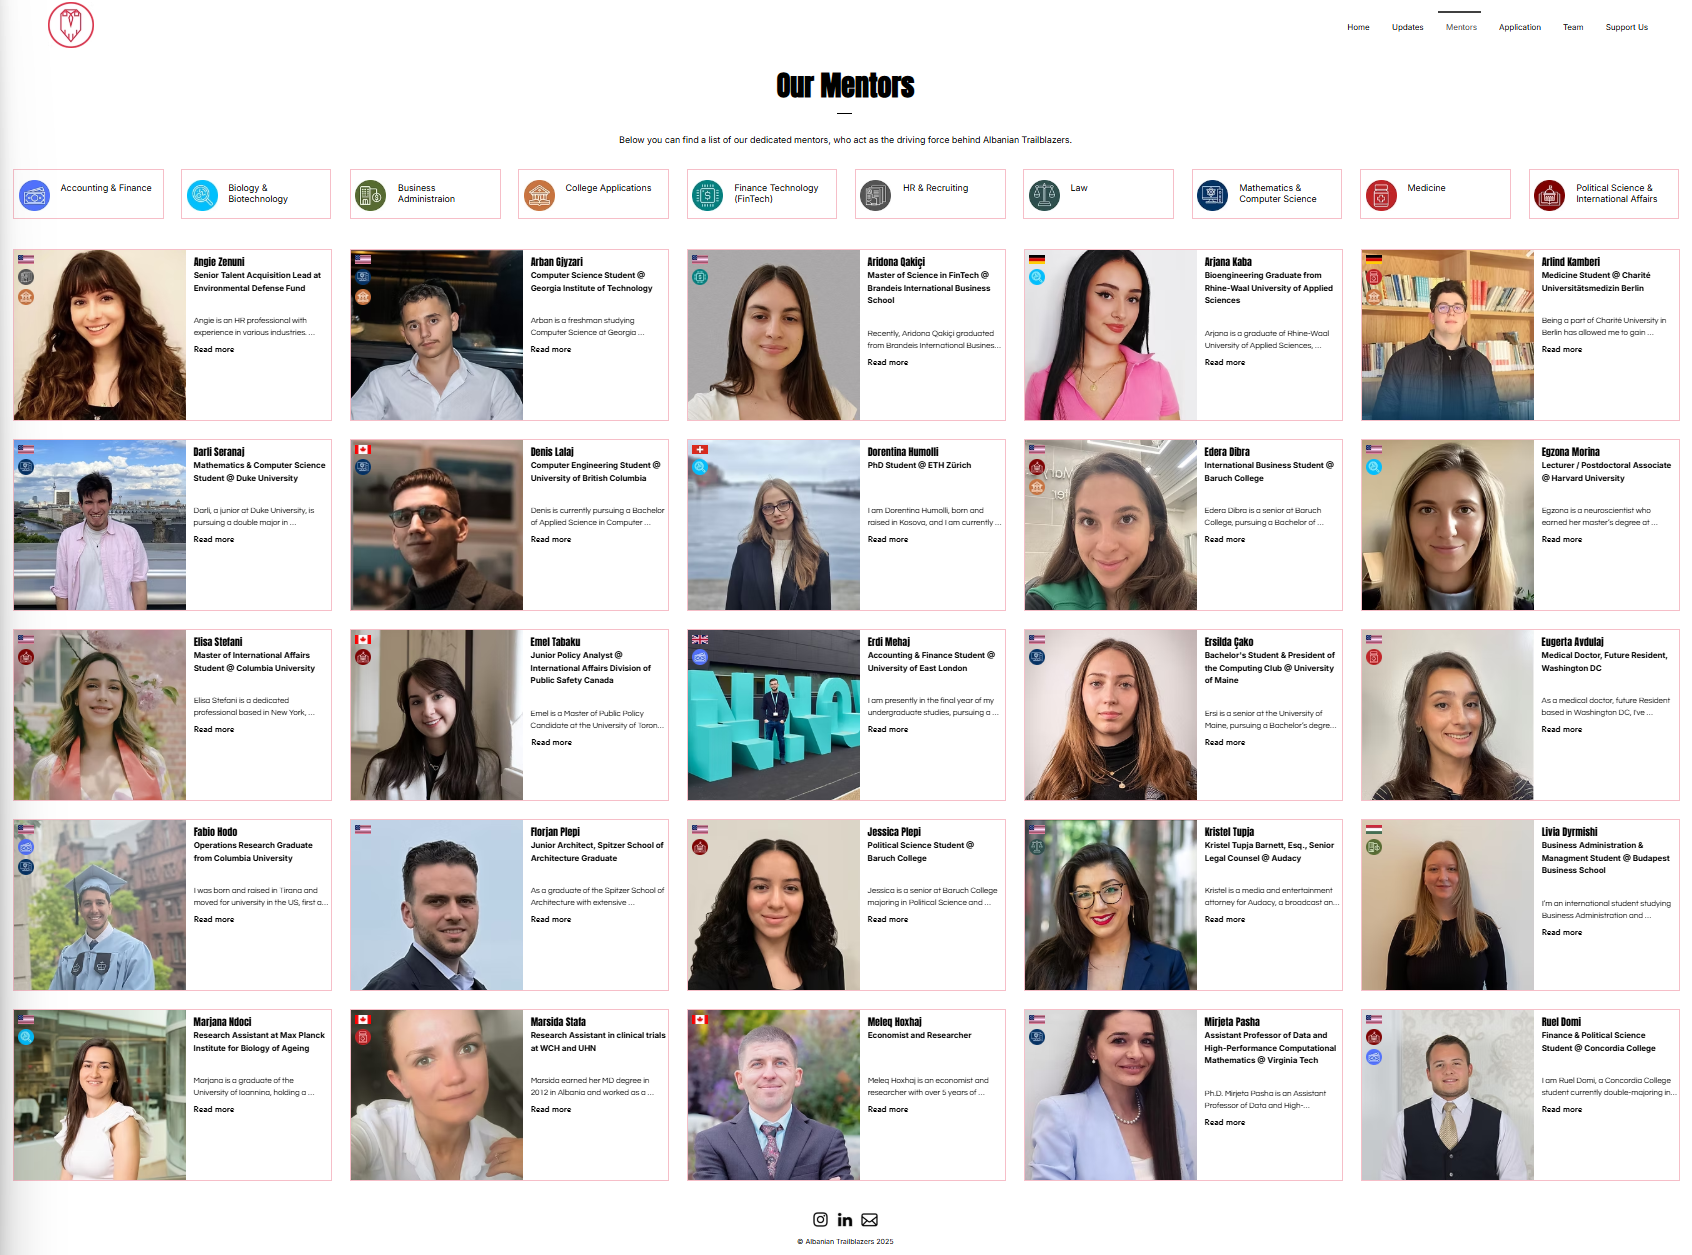 Home Updates Mentors Application Team Support Us
Our Mentors
Below you can find a list of our dedicated mentors, who act as the driving force behind Albanian Trailblazers.
Accounting & Finance
Biology &
Biotechnology
Business
Administraion
College Applications
Finance Technology
(FinTech)
HR & Recruiting
Law
Mathematics &
Computer Science
Medicine
Political Science &
International Affairs
Angie Zenuni
Senior Talent Acquisition Lead at
Environmental Defense Fund
Angie is an HR professional with
experience in various industries. ...
Read more
Arban Gjyzari
Computer Science Student @
Georgia Institute of Technology
Arban is a freshman studying
Computer Science at Georgia ...
Read more
Aridona Qakiçi
Master of Science in FinTech @
Brandeis International Business
School
Recently, Aridona Qakiçi graduated
from Brandeis International Busines...
Read more
Arjana Kaba
Bioengineering Graduate from
Rhine-Waal University of Applied
Sciences
Arjana is a graduate of Rhine-Waal
University of Applied Sciences, ...
Read more
Arlind Kamberi
Medicine Student @ Charité
Universitätsmedizin Berlin
Being a part of Charité University in
Berlin has allowed me to gain ...
Read more
Darli Seranaj
Mathematics & Computer Science
Student @ Duke University
Darli, a junior at Duke University, is
pursuing a double major in ...
Read more
Denis Lalaj
Computer Engineering Student @
University of British Columbia
Denis is currently pursuing a Bachelor
of Applied Science in Computer ...
Read more
Dorentina Humolli
PhD Student @ ETH Zürich
I am Dorentina Humolli, born and
raised in Kosova, and I am currently ...
Read more
Edera Dibra
International Business Student @
Baruch College
Edera Dibra is a senior at Baruch
College, pursuing a Bachelor of ...
Read more
Egzona Morina
Lecturer / Postdoctoral Associate
@ Harvard University
Egzona is a neuroscientist who
earned her master's degree at ...
Read more
Elisa Stefani
Master of International Affairs
Student @ Columbia University
Elisa Stefani is a dedicated
professional based in New York, ...
Read more
Emel Tabaku
Junior Policy Analyst @
International Affairs Division of
Public Safety Canada
Emel is a Master of Public Policy
Candidate at the University of Toron...
Read more
Erdi Mehaj
Accounting & Finance Student @
University of East London
I am presently in the final year of my
undergraduate studies, pursuing a ...
Read more
Ersilda Çako
Bachelor's Student & President of
the Computing Club @ University
of Maine
Ersi is a senior at the University of
Maine, pursuing a Bachelor's degre...
Read more
Eugerta Avdulaj
Medical Doctor, Future Resident,
Washington DC
As a medical doctor, future Resident
based in Washington DC, I've ...
Read more
Fabio Hodo
Operations Research Graduate
from Columbia University
I was born and raised in Tirana and
moved for university in the US, first a...
Read more
Florjan Plepi
Junior Architect, Spitzer School of
Architecture Graduate
As a graduate of the Spitzer School of
Architecture with extensive ...
Read more
Jessica Plepi
Political Science Student @
Baruch College
Jessica is a senior at Baruch College
majoring in Political Science and ...
Read more
Kristel Tupja
Kristel Tupja Barnett, Esq., Senior
Legal Counsel @ Audacy
Kristel is a media and entertainment
attorney for Audacy, a broadcast an...
Read more
Livia Dyrmishi
Business Administration &
Managment Student @ Budapest
Business School
I'm an international student studying
Business Administration and ...
Read more
Marjana Ndoci
Research Assistant at Max Planck
Institute for Biology of Ageing
Marjana is a graduate of the
University of Ioannina, holding a ...
Read more
Marsida Stafa
Research Assistant in clinical trials
at WCH and UHN
Marsida earned her MD degree in
2012 in Albania and worked as a ...
Read more
Meleq Hoxhaj
Economist and Researcher
Meleq Hoxhaj is an economist and
researcher with over 5 years of ...
Read more
Mirjeta Pasha
Assistant Professor of Data and
High-Performance Computational
Mathematics @ Virginia Tech
Ph.D. Mirjeta Pasha is an Assistant
Professor of Data and High-...
Read more
Ruel Domi
Finance & Political Science
Student @ Concordia College
I am Ruel Domi, a Concordia College
student currently double-majoring in...
Read more
© Albanian Trailblazers 2025